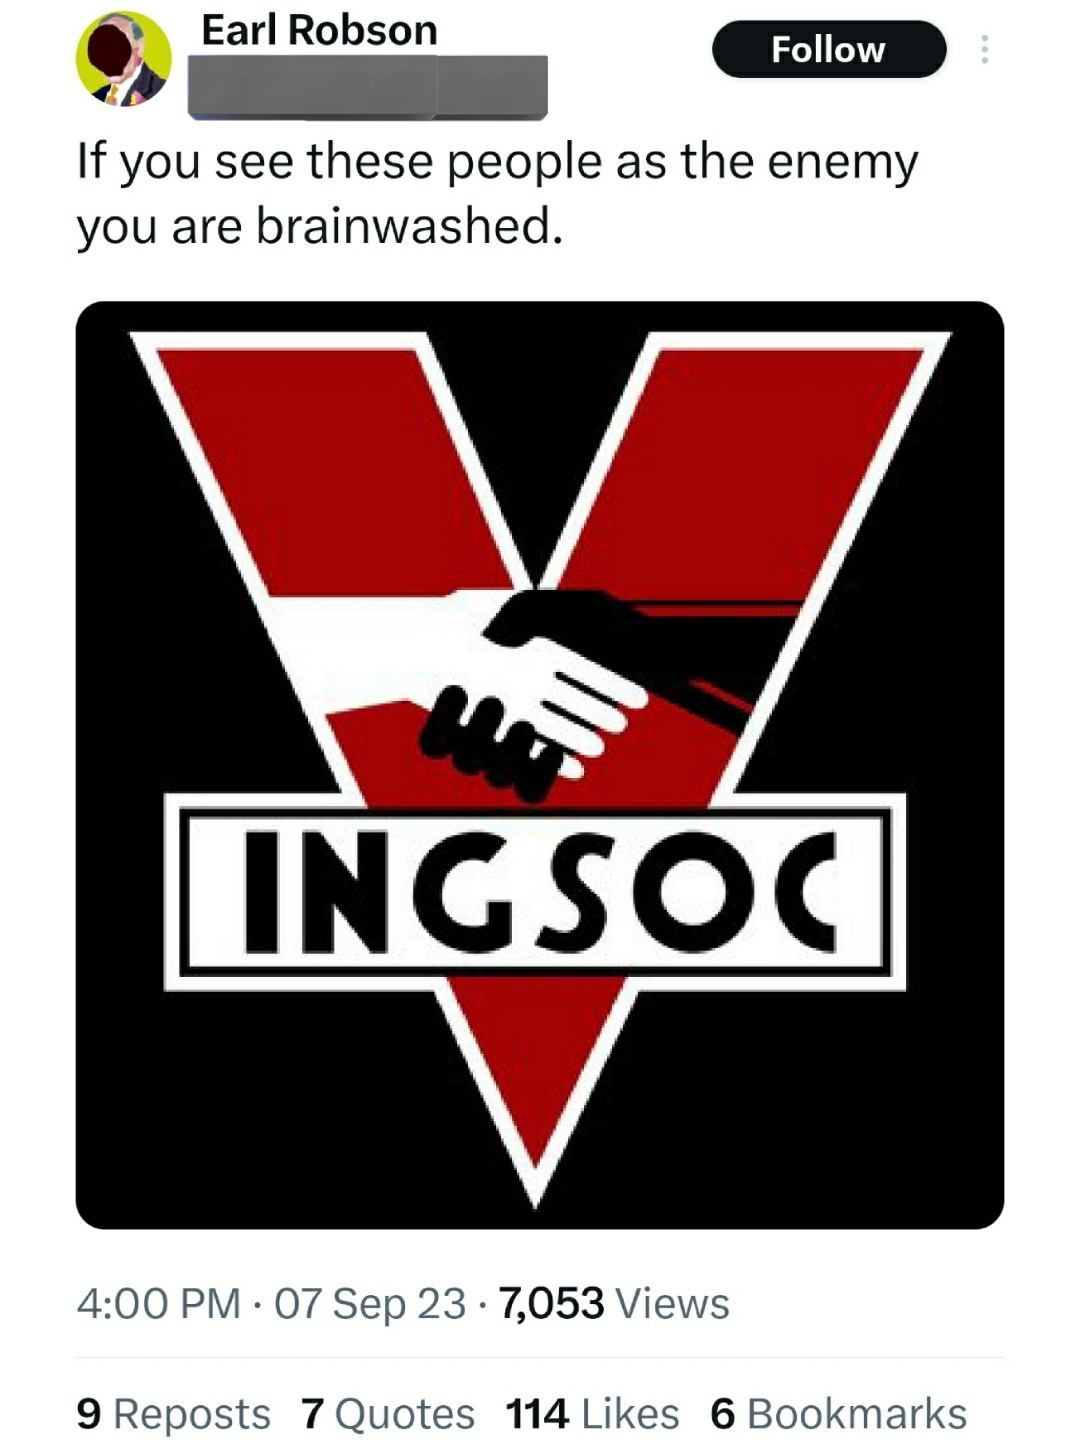 Earl Robson
Follow
If you see these people as the enemy
you are brainwashed.
INGSOC
4:00 PM · 07 Sep 23 · 7,053 Views
9 Reposts 7 Quotes 114 Likes 6 Bookmarks